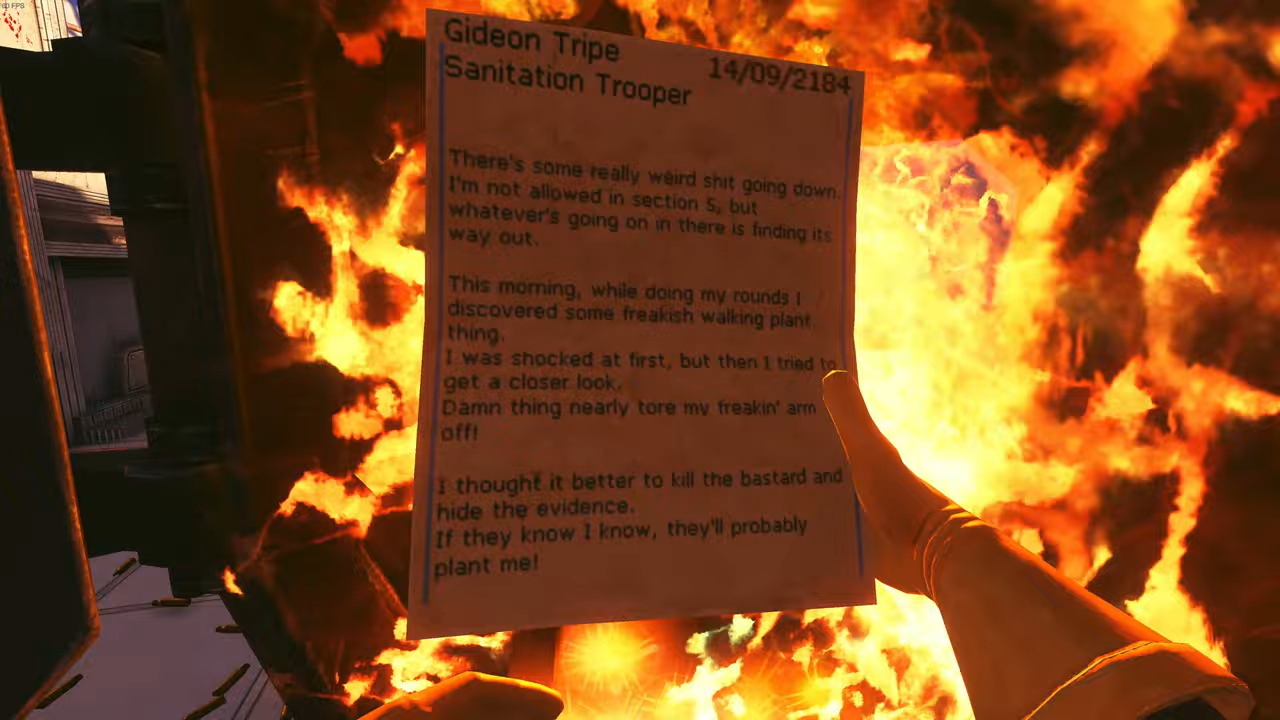 60 FPS
Gideon Tripe
14/09/2184
Sanitation Trooper
There's some really weird shit going down.
I'm not allowed in section 5, but
whatever's going on in there is finding its
way out.
This morning, while doing my rounds I
discovered some freakish walking plant
thing.
I was shocked at first, but then I tried to
get a closer look.
Damn thing nearly tore my freakin' arm
off!
I thought it better to kill the bastard and
hide the evidence.
If they know I know, they'll probably
plant me!